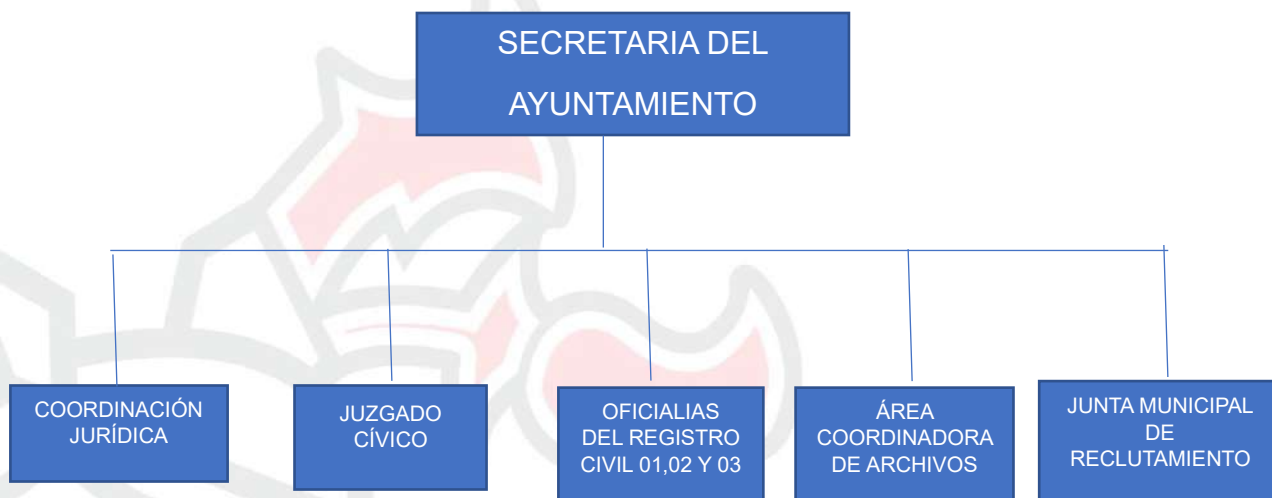 SECRETARIA DEL
AYUNTAMIENTO
COORDINACIÓN
JURÍDICA
JUZGADO
CÍVICO
OFICIALIAS
DEL REGISTRO
CIVIL 01,02 Y 03
ÁREA
COORDINADORA
DE ARCHIVOS
JUNTA MUNICIPAL
DE
RECLUTAMIENTO